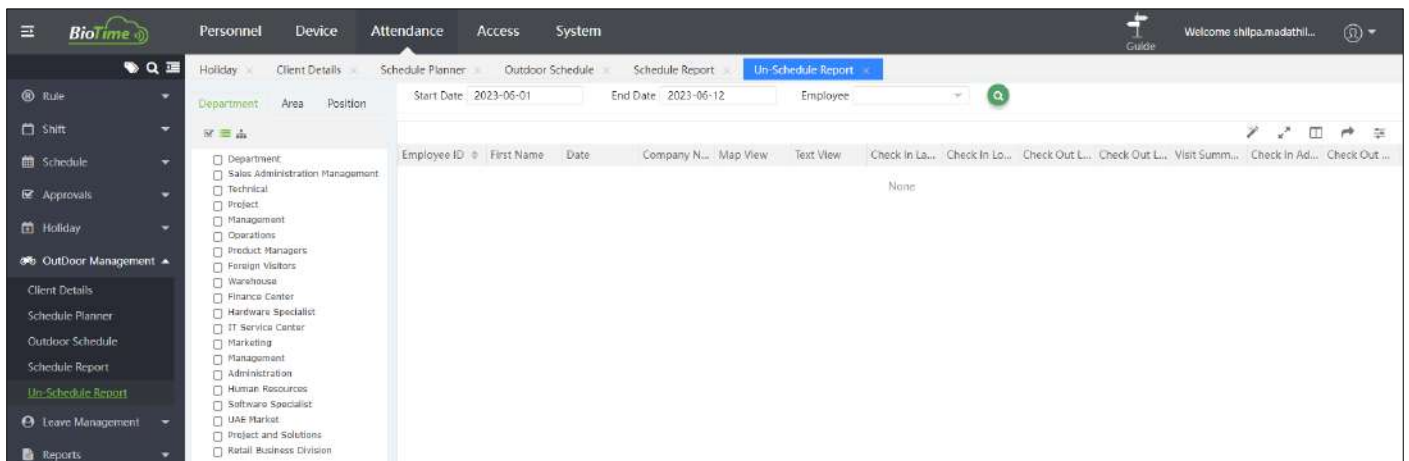 BioTime Personnel Device Attendance Access System Guide Welcome shilpa.madathil...
Holiday × Client Details × Schedule Planner × Outdoor Schedule × Schedule Report × Un-Schedule Report ×
Rule
Shift
Schedule
Approvals
Holiday
OutDoor Management
Client Details
Schedule Planner
Outdoor Schedule
Schedule Report
Un-Schedule Report
Leave Management
Reports
Department Area Position
Department
Sales Administration Management
Technical
Project
Management
Operations
Product Managers
Foreign Visitors
Warehouse
Finance Center
Hardware Specialist
IT Service Center
Marketing
Management
Administration
Human Resources
Software Specialist
UAE Market
Project and Solutions
Retail Business Division
Start Date 2023-06-01 End Date 2023-06-12 Employee
Employee ID First Name Date Company N... Map View Text View Check In La... Check In Lo... Check Out L... Check Out L... Visit Summ... Check In Ad... Check Out ...
None